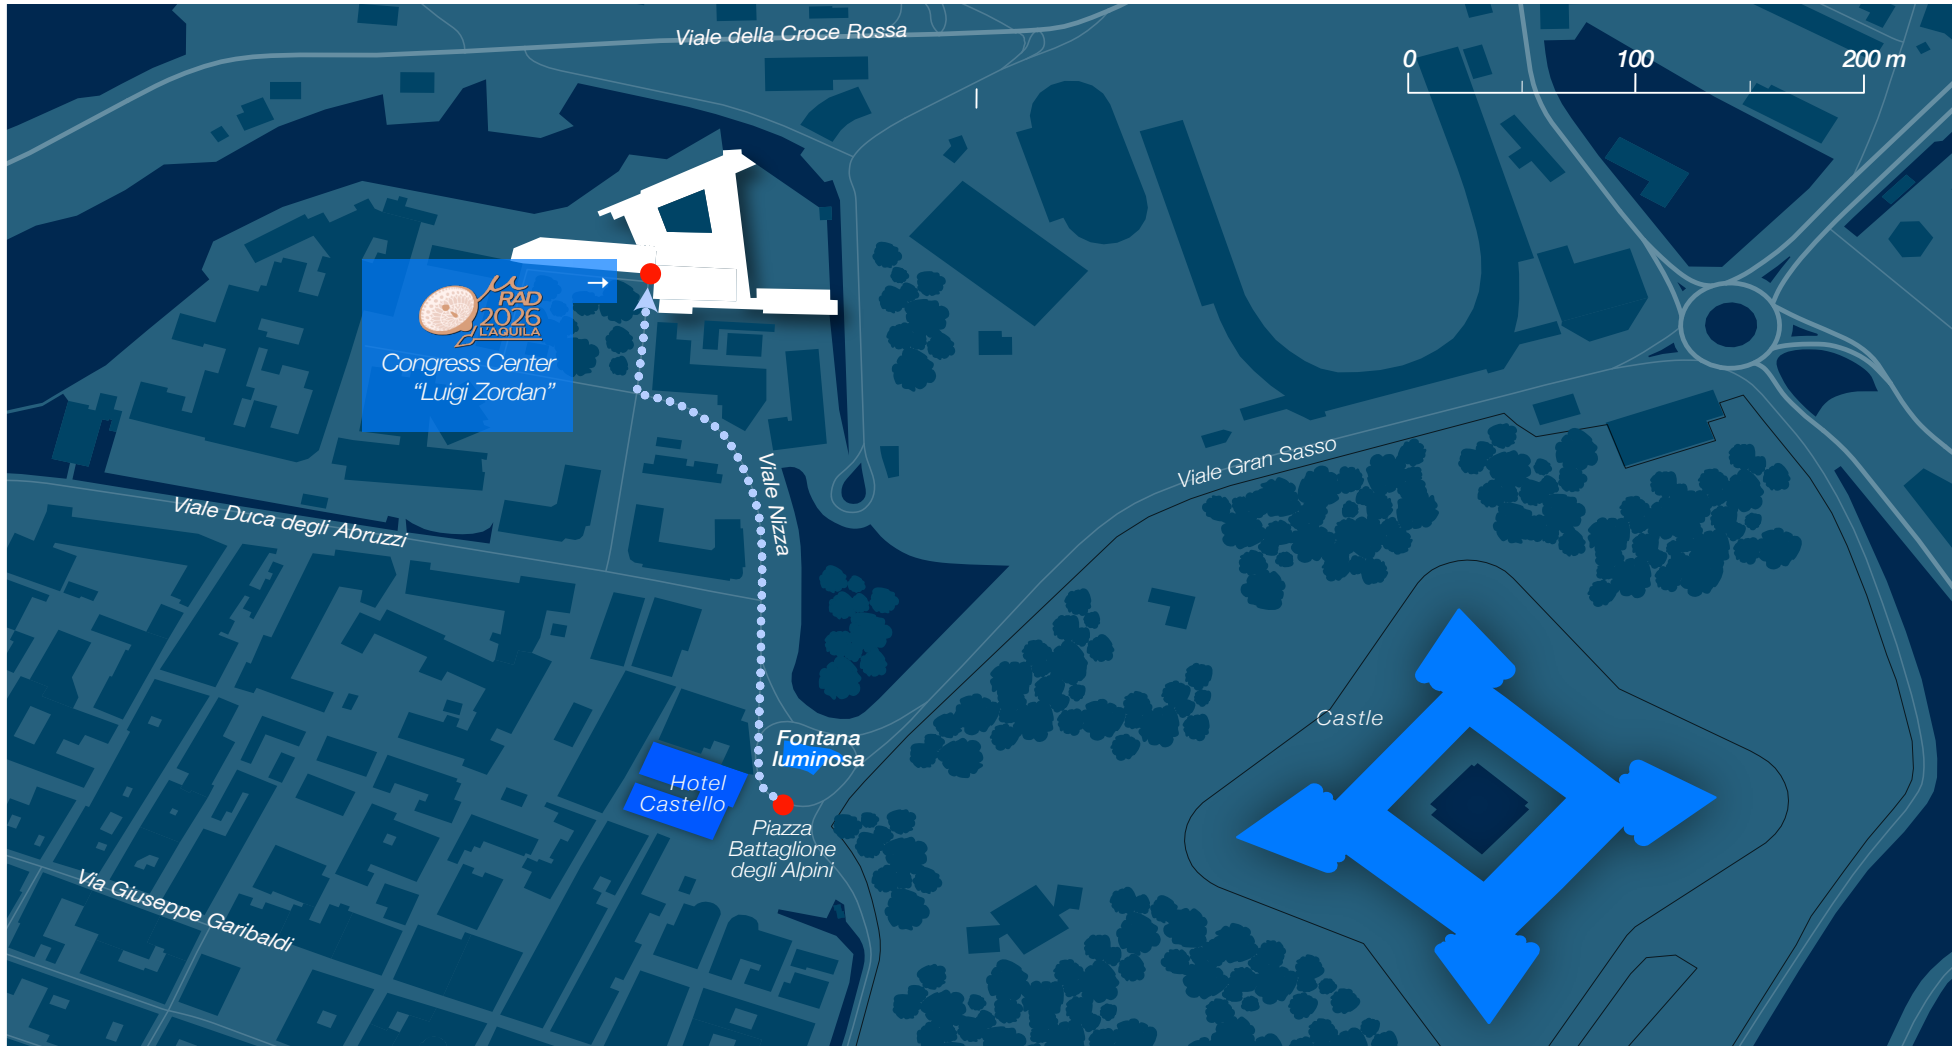 Viale della Croce Rossa
0 100 200 m
→
µ
RAD
2026
L'AQUILA
Congress Center
“Luigi Zordan”
Viale Gran Sasso
Viale Nizza
Viale Duca degli Abruzzi
Castle
Fontana
luminosa
Hotel
Castello
Piazza
Battaglione
degli Alpini
Via Giuseppe Garibaldi